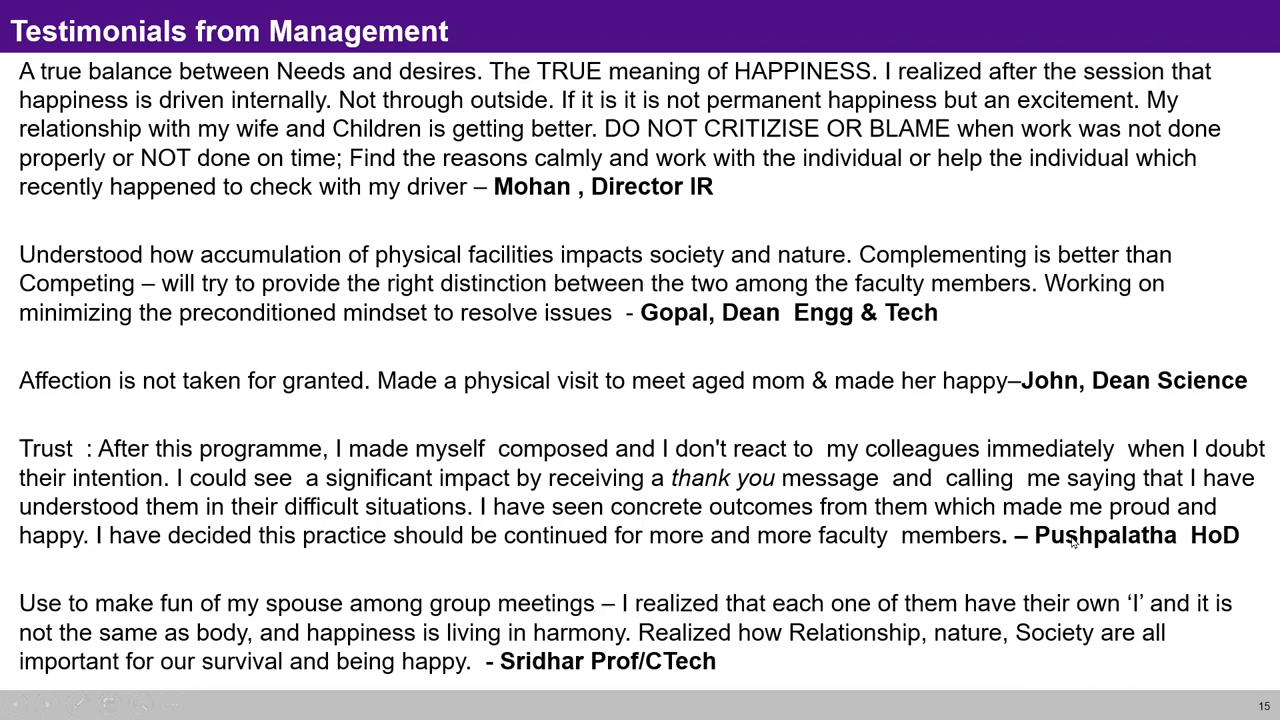 Testimonials from Management
A true balance between Needs and desires. The TRUE meaning of HAPPINESS. I realized after the session that
happiness is driven internally. Not through outside. If it is it is not permanent happiness but an excitement. My
relationship with my wife and Children is getting better. DO NOT CRITIZISE OR BLAME when work was not done
properly or NOT done on time; Find the reasons calmly and work with the individual or help the individual which
recently happened to check with my driver – Mohan , Director IR
Understood how accumulation of physical facilities impacts society and nature. Complementing is better than
Competing – will try to provide the right distinction between the two among the faculty members. Working on
minimizing the preconditioned mindset to resolve issues - Gopal, Dean Engg & Tech
Affection is not taken for granted. Made a physical visit to meet aged mom & made her happy–John, Dean Science
Trust : After this programme, I made myself composed and I don't react to my colleagues immediately when I doubt
their intention. I could see a significant impact by receiving a thank you message and calling me saying that I have
understood them in their difficult situations. I have seen concrete outcomes from them which made me proud and
happy. I have decided this practice should be continued for more and more faculty members. – Pushpalatha HoD
Use to make fun of my spouse among group meetings – I realized that each one of them have their own ‘I’ and it is
not the same as body, and happiness is living in harmony. Realized how Relationship, nature, Society are all
important for our survival and being happy. - Sridhar Prof/CTech
15